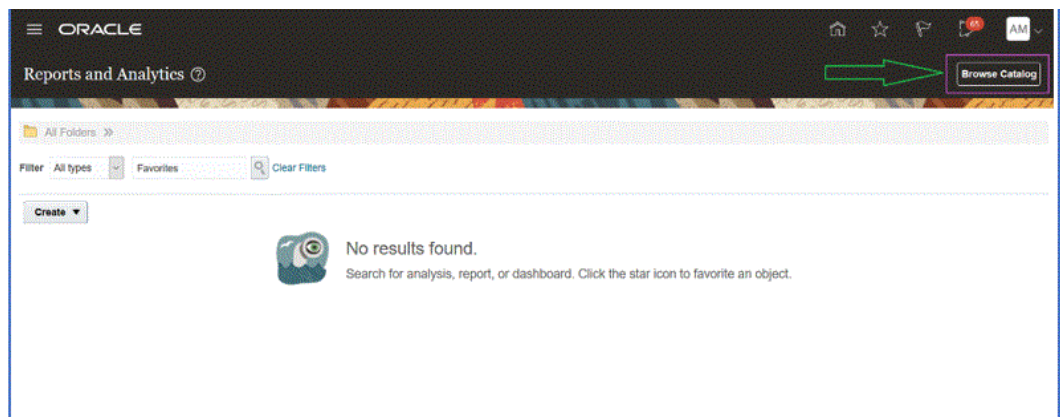 ORACLE
65
AM
Reports and Analytics
Browse Catalog
All Folders
Filter All types Favorites Clear Filters
Create
No results found.
Search for analysis, report, or dashboard. Click the star icon to favorite an object.